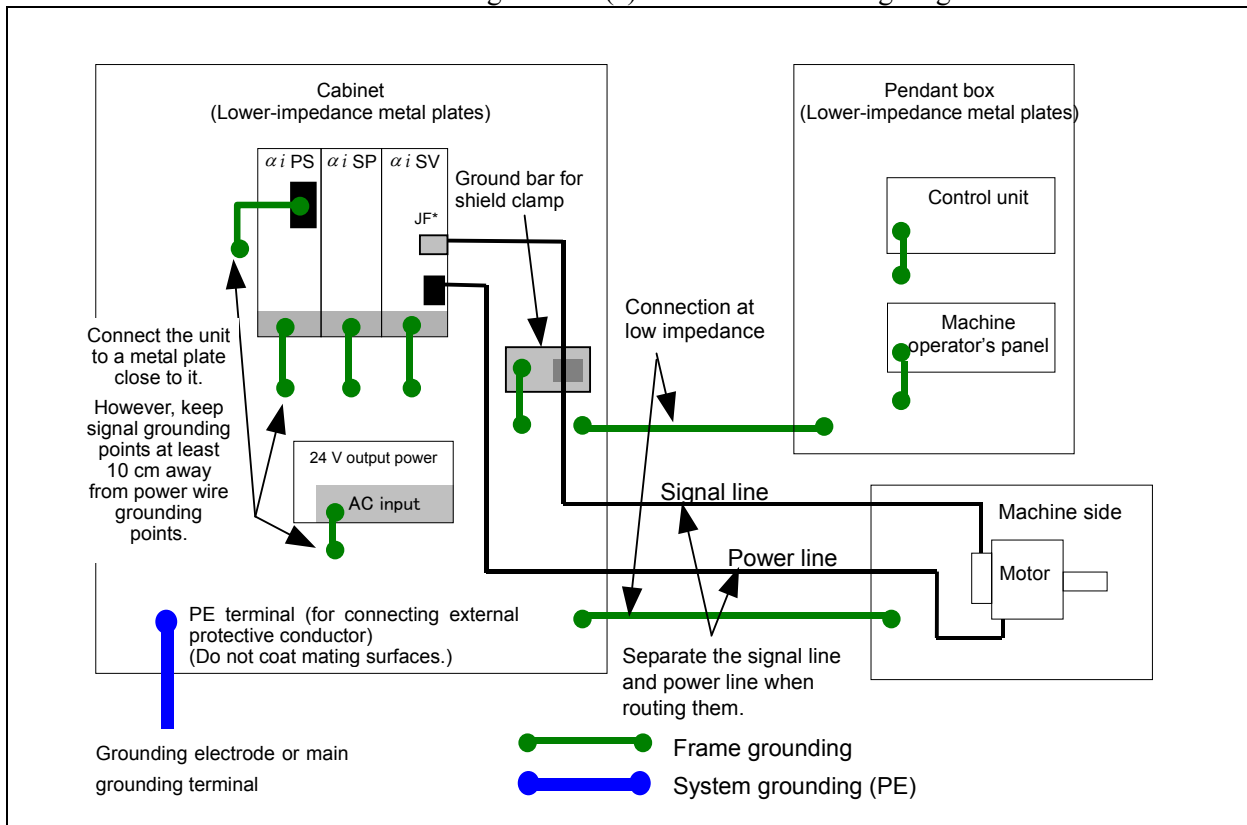 Cabinet
(Lower-impedance metal plates)
αi PS
αi SP
αi SV
JF*
Ground bar for
shield clamp
Pendant box
(Lower-impedance metal plates)
Control unit
Machine
operator's panel
Connection at
low impedance
Connect the unit
to a metal plate
close to it.
However, keep
signal grounding
points at least
10 cm away
from power wire
grounding
points.
24 V output power
AC input
Signal line
Power line
Machine side
Motor
PE terminal (for connecting external
protective conductor)
(Do not coat mating surfaces.)
Separate the signal line
and power line when
routing them.
Grounding electrode or main
grounding terminal
Frame grounding
System grounding (PE)